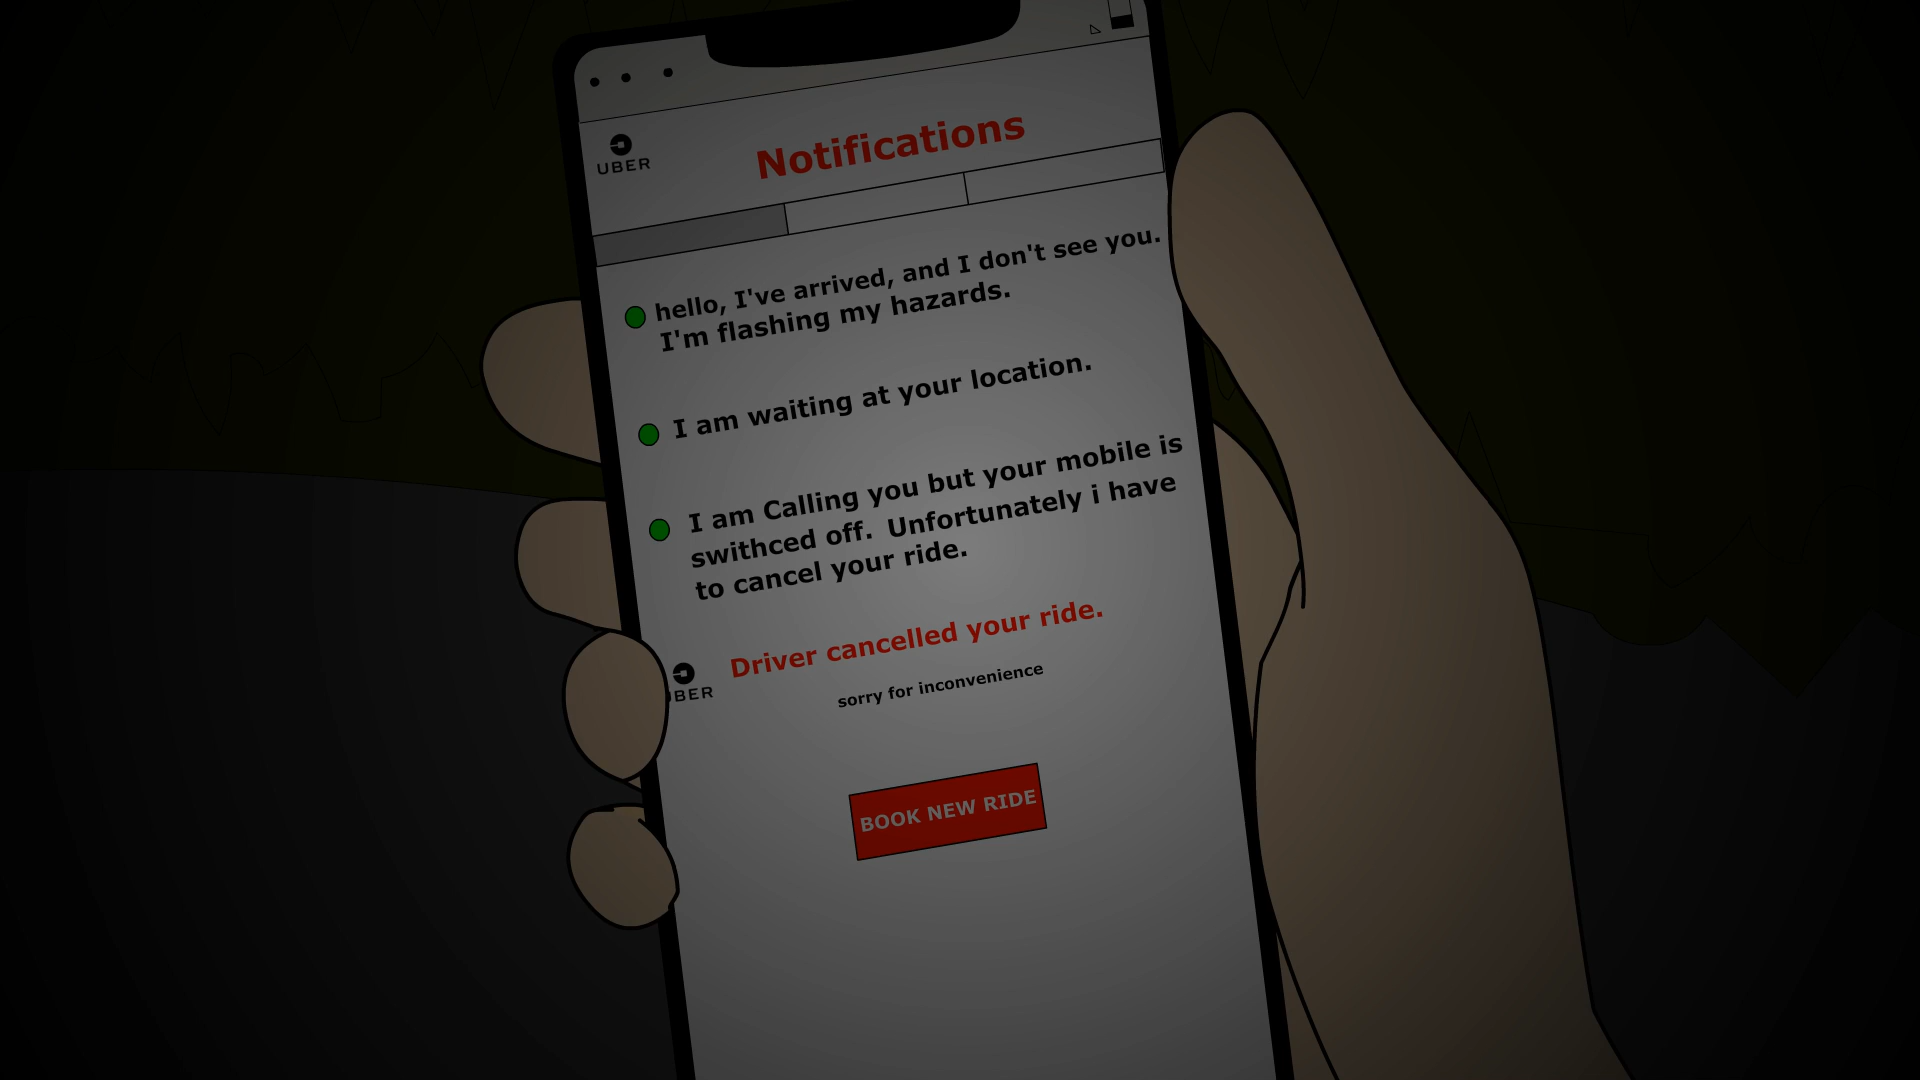 UBER
Notifications
hello, I've arrived, and I don't see you.
I'm flashing my hazards.
I am waiting at your location.
I am Calling you but your mobile is
swithced off. Unfortunately i have
to cancel your ride.
Driver cancelled your ride.
UBER
sorry for inconvenience
BOOK NEW RIDE